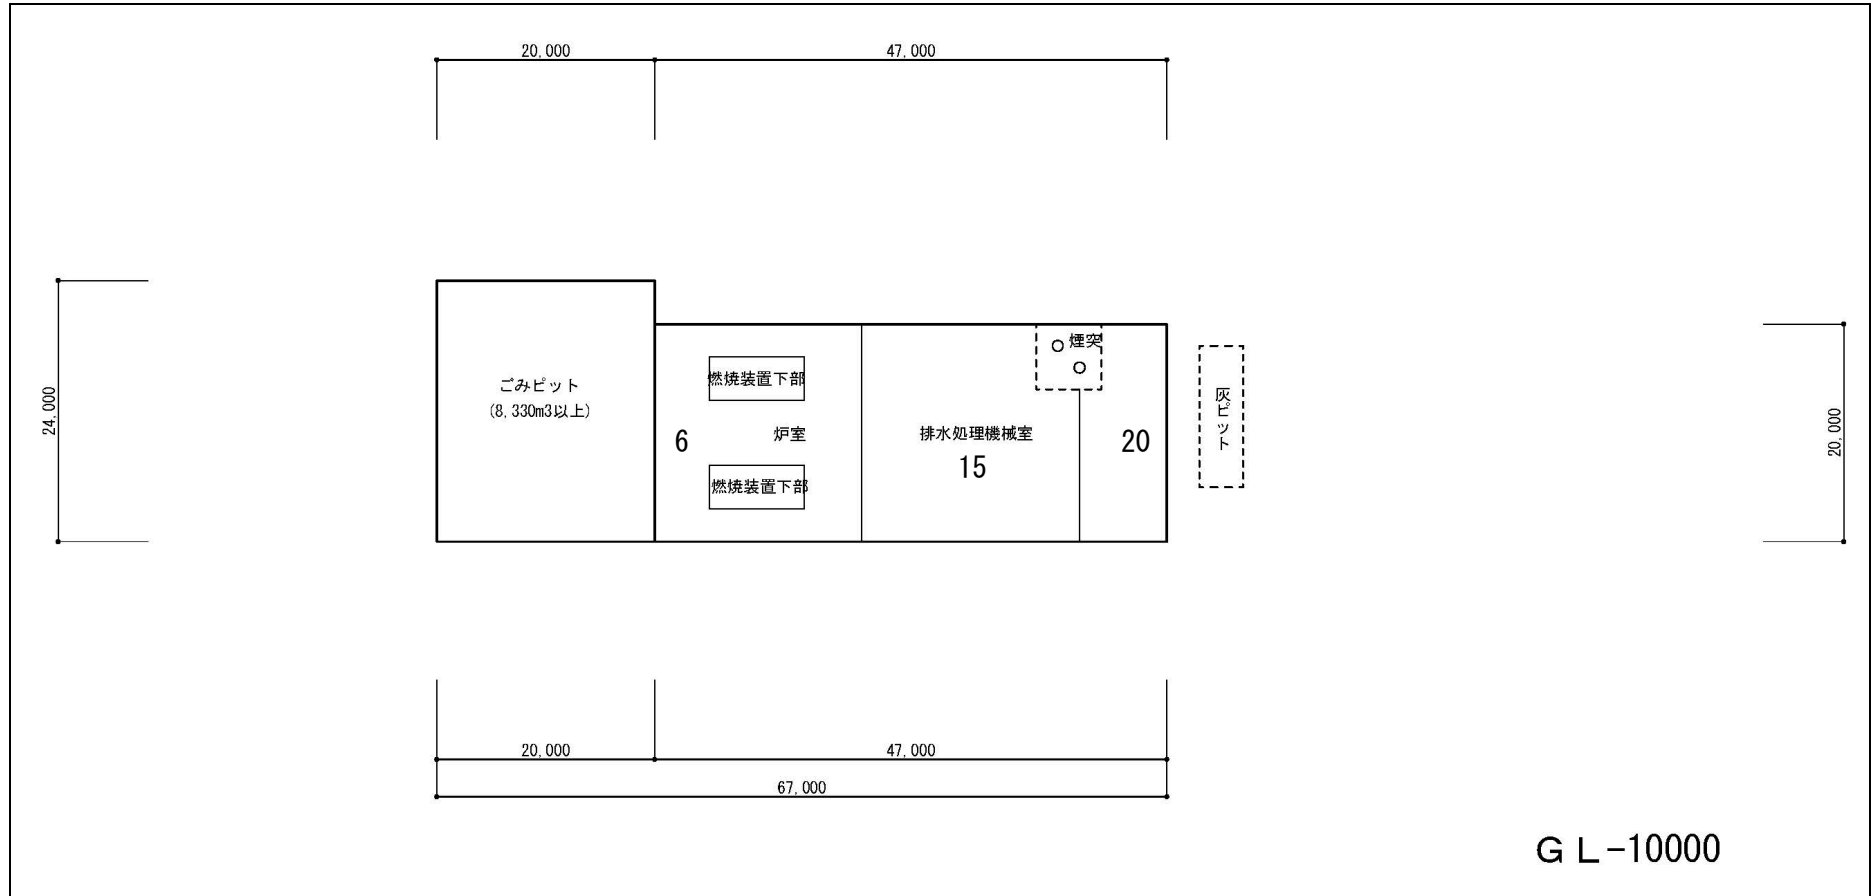 20,000
47,000
24,000
ごみピット
(8,330m3以上)
燃焼装置下部
6
炉室
燃焼装置下部
排水処理機械室
15
煙突
20
灰ピット
20,000
20,000
47,000
67,000
ＧＬ-10000